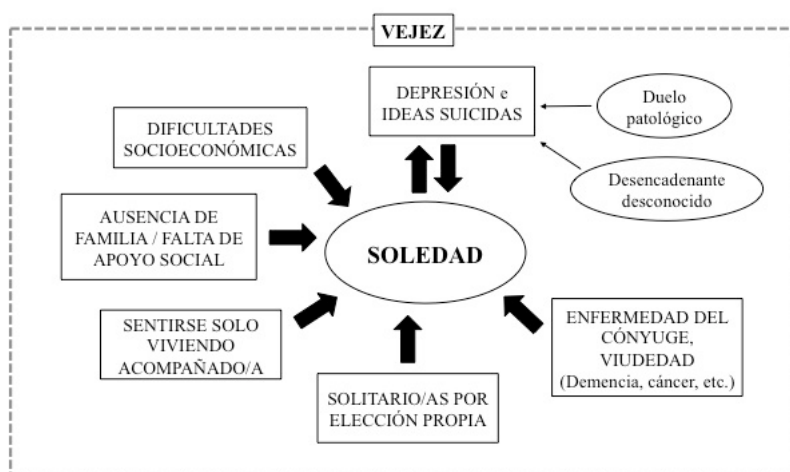 VEJEZ
DEPRESIÓN e
IDEAS SUICIDAS
Duelo
patológico
Desencadenante
desconocido
DIFICULTADES
SOCIOECONÓMICAS
AUSENCIA DE
FAMILIA / FALTA DE
APOYO SOCIAL
SOLEDAD
SENTIRSE SOLO
VIVIENDO
ACOMPAÑADO/A
SOLITARIO/AS POR
ELECCIÓN PROPIA
ENFERMEDAD DEL
CÓNYUGE,
VIUDEDAD
(Demencia, cáncer, etc.)